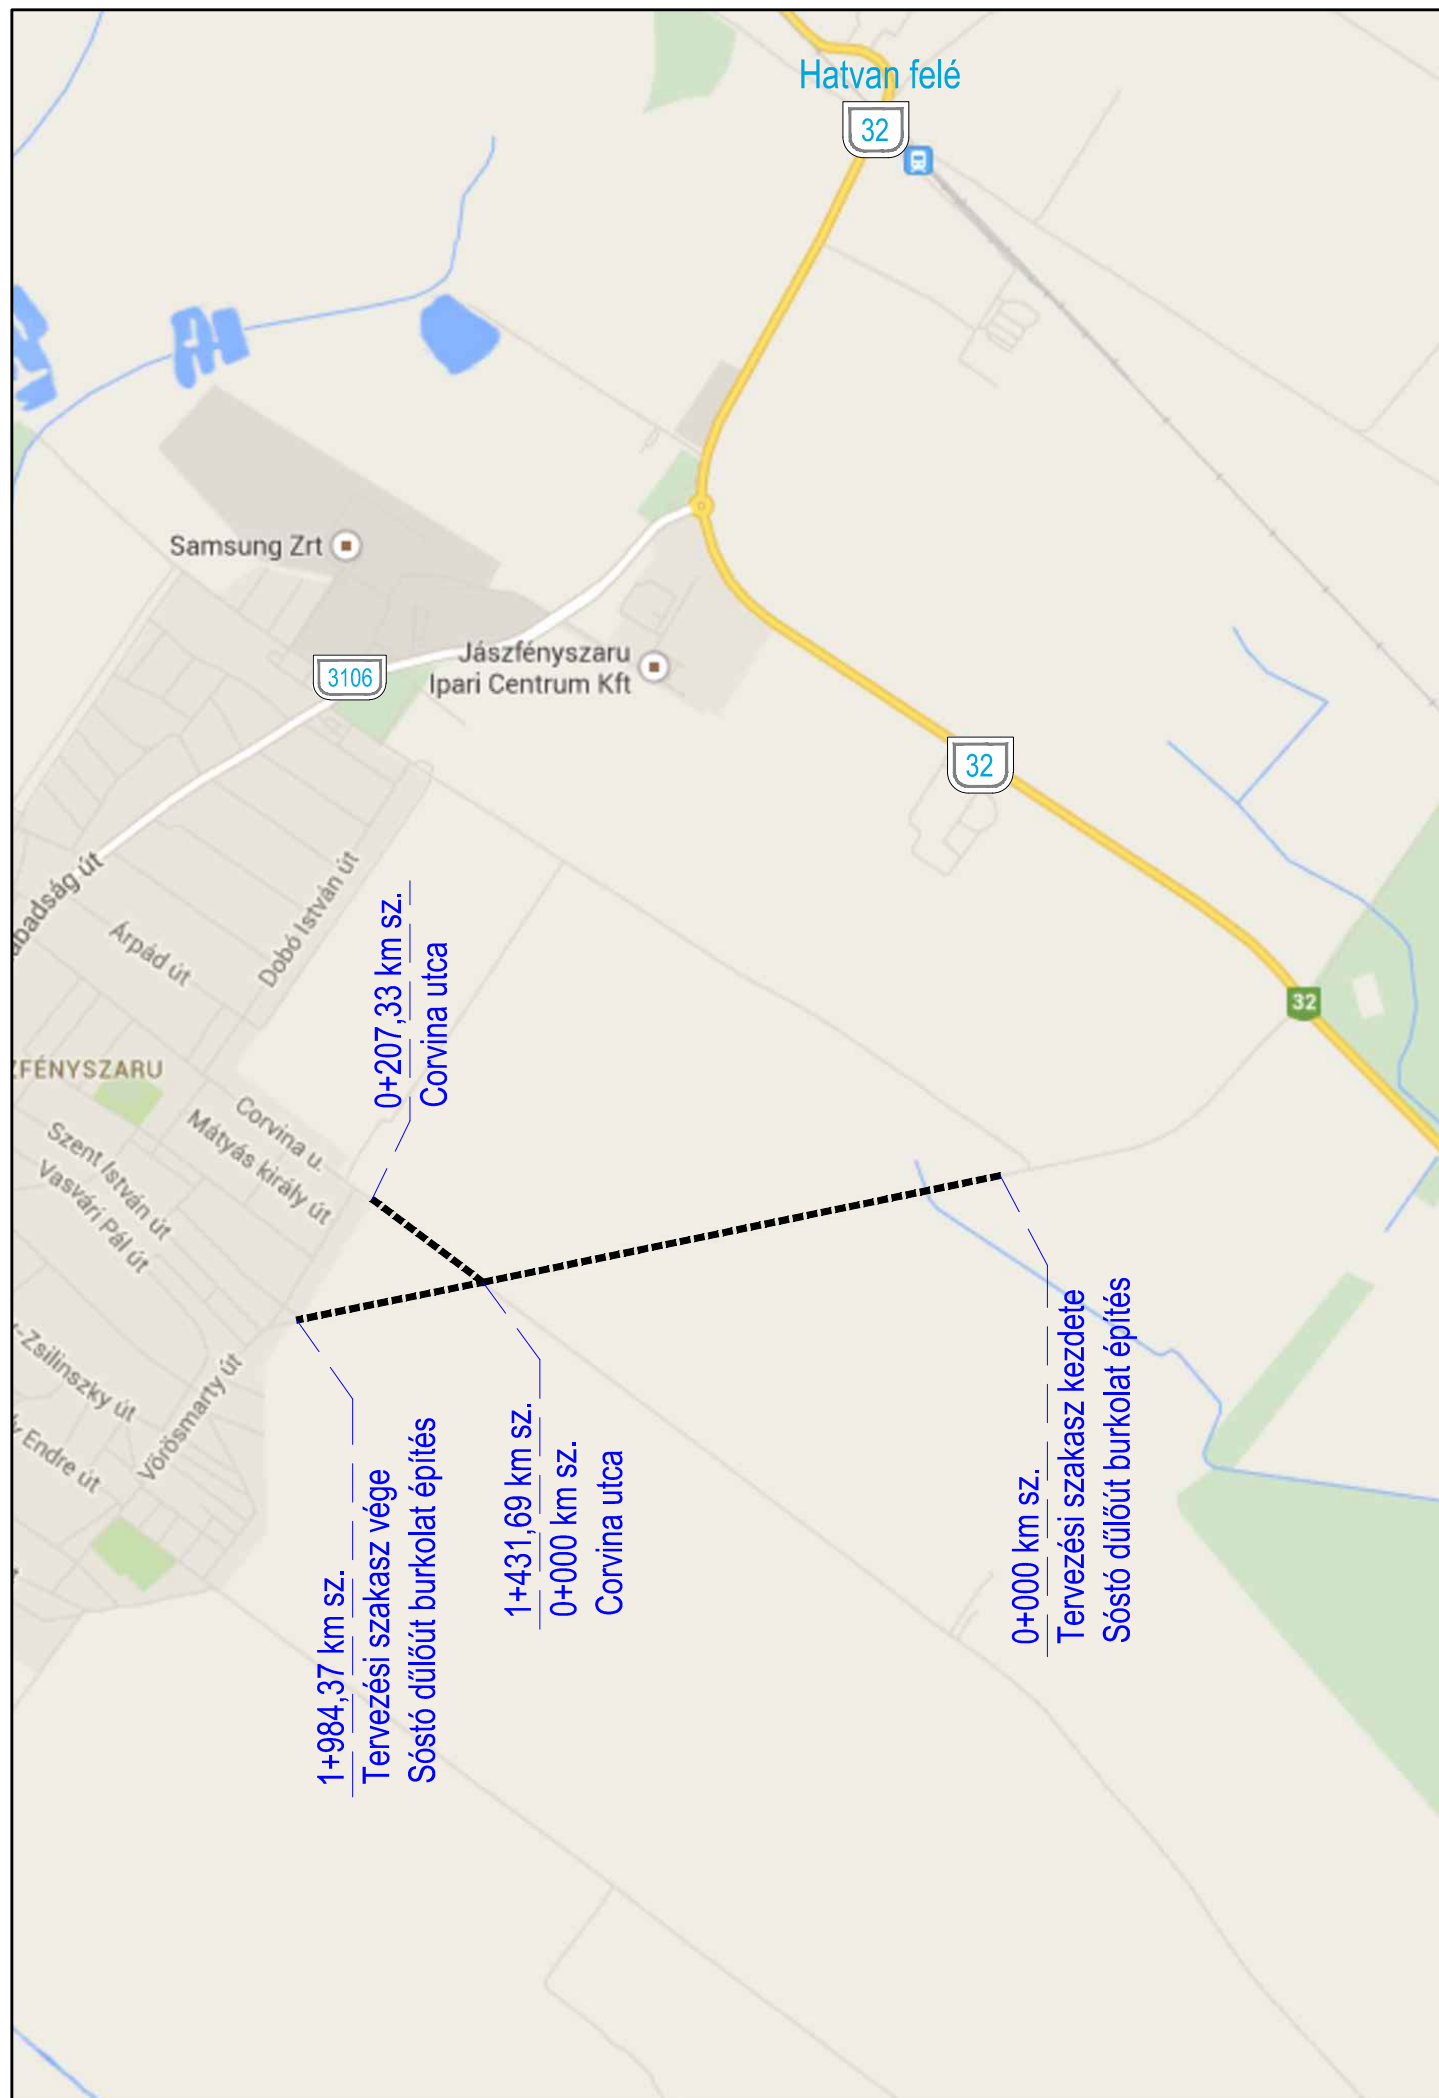 Hatvan felé
32
Samsung Zrt
3106
Jászfényszaru
Ipari Centrum Kft
32
abadság út
Árpád út
Dobó István út
0+207,33 km sz.
Corvina utca
32
ZFÉNYSZARU
Corvina u.
Mátyás király út
Szent István út
Vasvári Pál út
-Zsilinszky út
Endre út
Vörösmarty út
1+984,37 km sz.
Tervezési szakasz vége
Sóstó dűlőút burkolat építés
1+431,69 km sz.
0+000 km sz.
Corvina utca
0+000 km sz.
Tervezési szakasz kezdete
Sóstó dűlőút burkolat építés